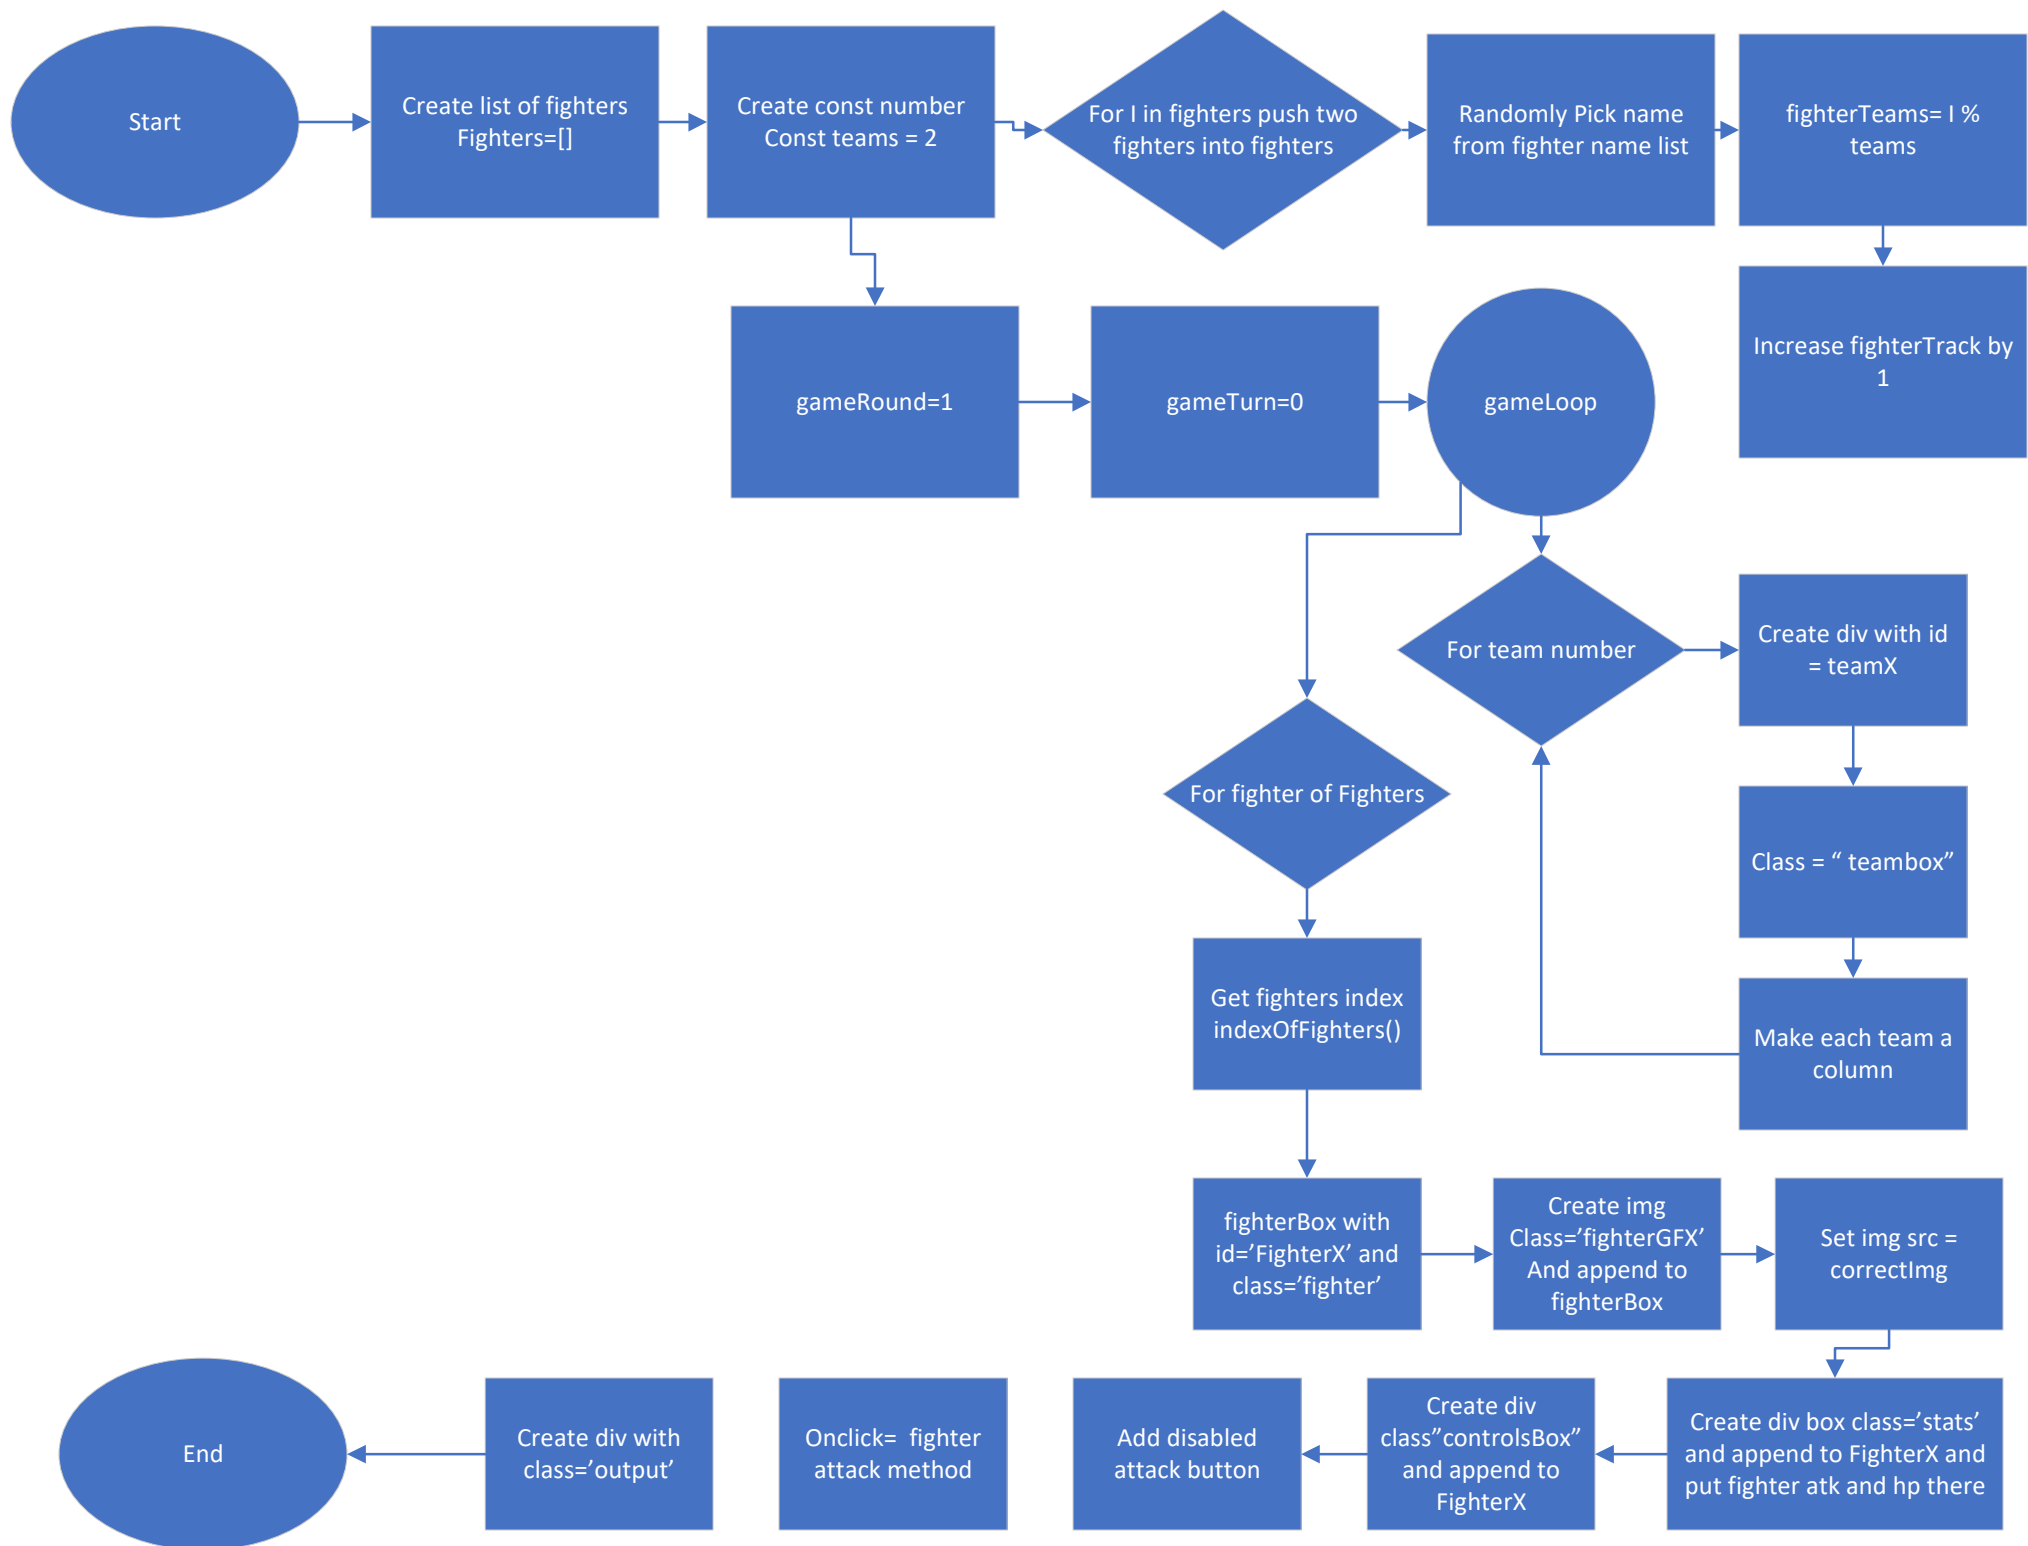 Start
Create list of fighters
Fighters=[]
Create const number
Const teams = 2
For I in fighters push two
fighters into fighters
Randomly Pick name
from fighter name list
fighterTeams= I %
teams
Increase fighterTrack by
1
gameRound=1
gameTurn=0
gameLoop
For team number
Create div with id
= teamX
Class = “ teambox”
Make each team a
column
For fighter of Fighters
Get fighters index
indexOfFighters()
fighterBox with
id=’FighterX’ and
class=’fighter’
Create img
Class=’fighterGFX’
And append to
fighterBox
Set img src =
correctImg
Create div box class=’stats’
and append to FighterX and
put fighter atk and hp there
Create div
class”controlsBox”
and append to
FighterX
Add disabled
attack button
Onclick=  fighter
attack method
Create div with
class=’output’
End